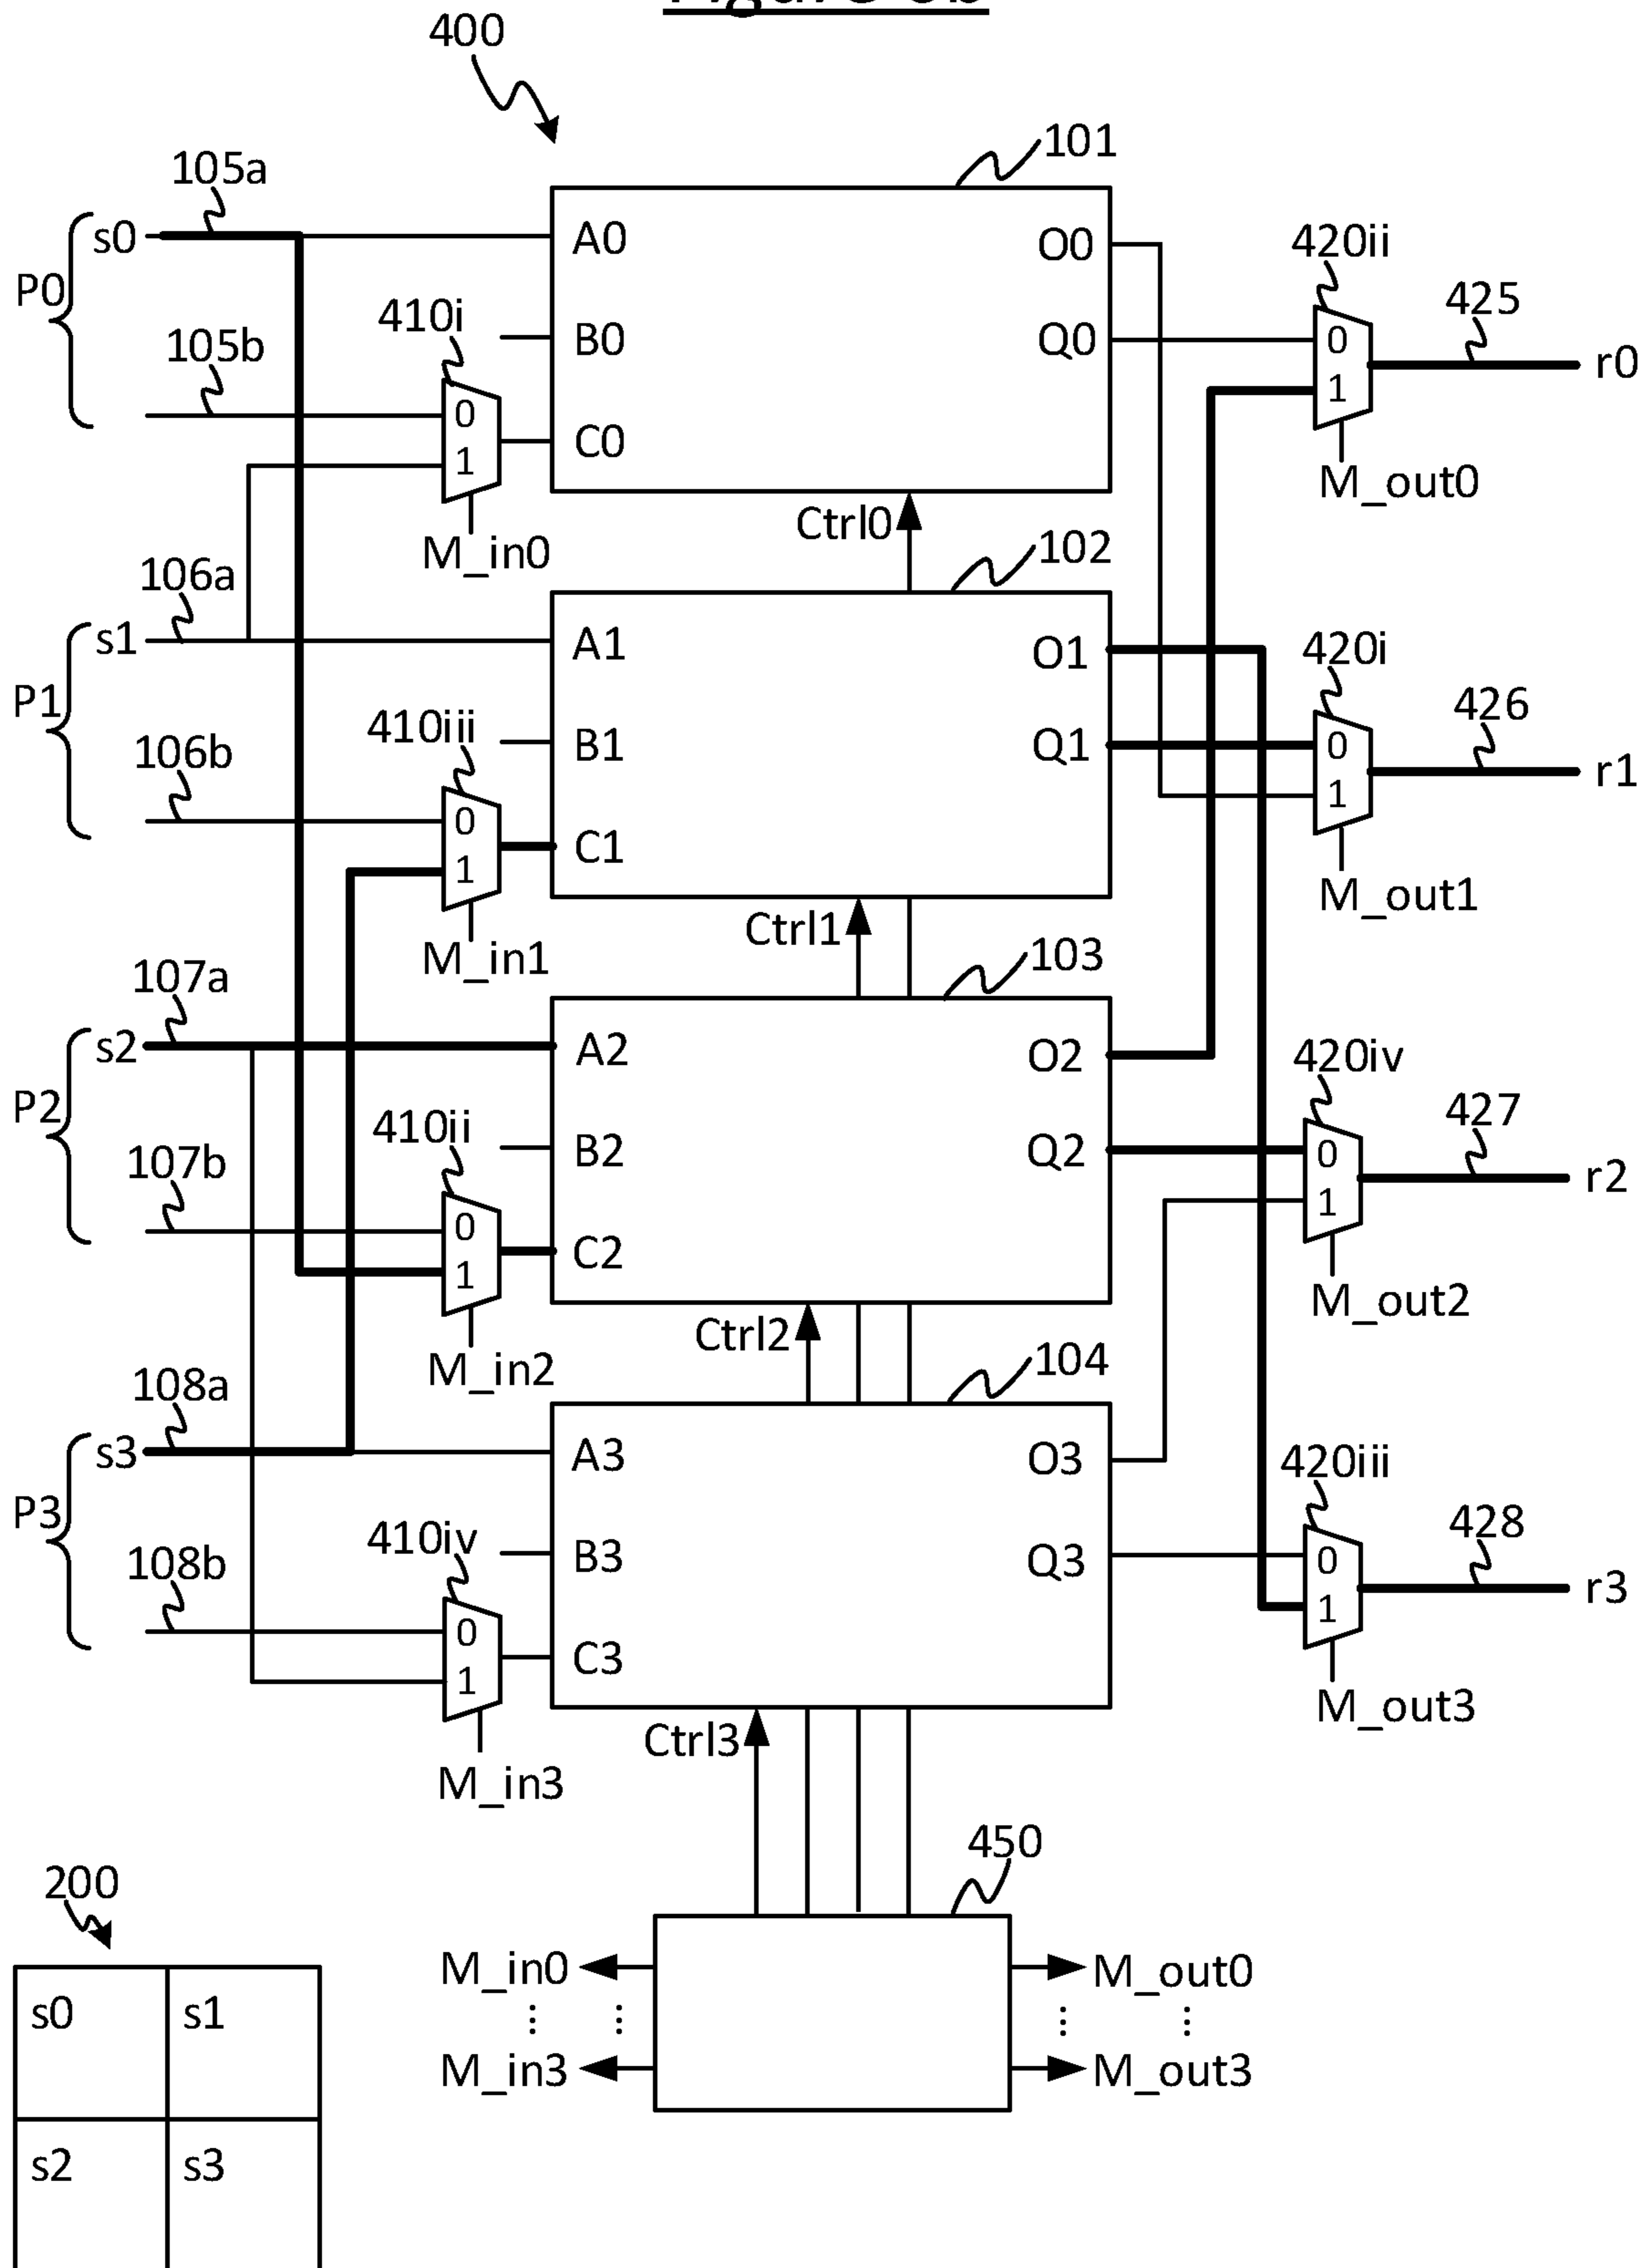 400
101
105a
s0
A0
O0
420ii
P0
410i
425
105b
B0
Q0
0
r0
0
1
C0
1
M_out0
M_in0
Ctrl0
102
106a
s1
A1
O1
420i
P1
410iii
426
106b
B1
Q1
0
r1
0
1
C1
1
M_out1
M_in1
Ctrl1
103
107a
s2
A2
O2
420iv
P2
410ii
427
107b
B2
Q2
0
r2
0
1
C2
1
M_out2
M_in2
Ctrl2
104
108a
s3
A3
O3
420iii
P3
410iv
428
108b
B3
Q3
0
r3
0
1
C3
1
M_out3
M_in3
Ctrl3
450
200
M_in0
M_out0
s0
s1
M_in3
M_out3
s2
s3